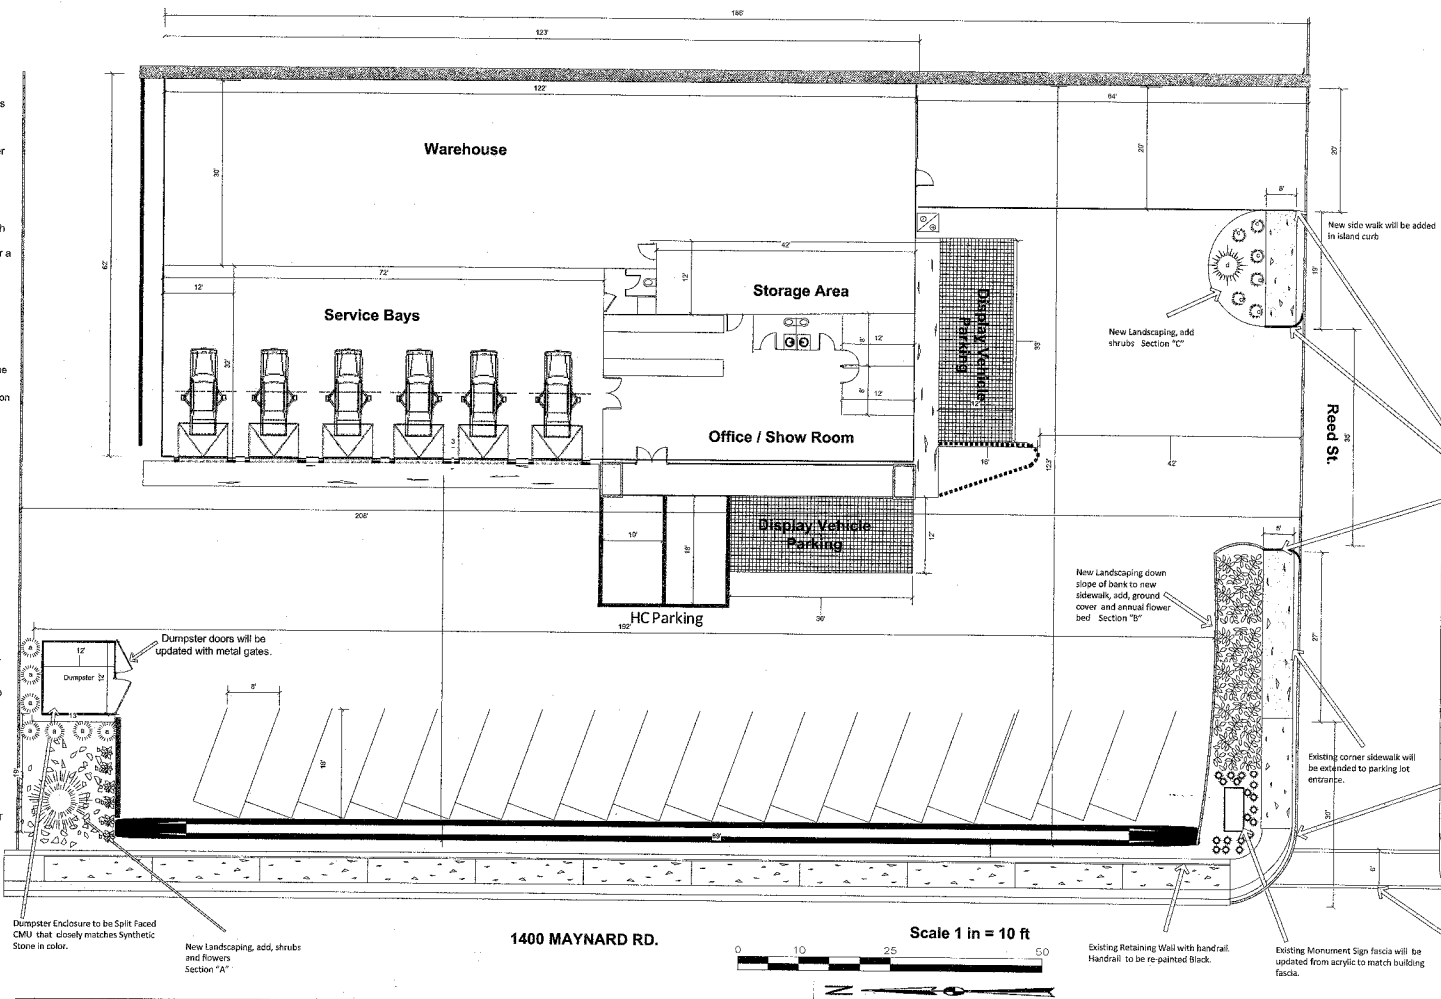 186'
123'
122'
64'
Warehouse
30'
20'
20'
8'
62'
New side walk will be added
in island curb
19'
42'
72'
12'
12'
Storage Area
Service Bays
Display Vehicle
Parking
New Landscaping, add
shrubs Section "C"
30'
12'
8'
12'
Office / Show Room
Reed St.
35'
16'
123'
42'
208'
Display Vehicle
Parking
10'
18'
12'
HC Parking
36'
192'
New Landscaping down
slope of bank to new
sidewalk, add, ground
cover and annual flower
bed Section "B"
27'
Dumpster doors will be
updated with metal gates.
12'
Dumpster
12'
8'
18'
Existing corner sidewalk will
be extended to parking lot
entrance.
30'
6'
Dumpster Enclosure to be Split Faced
CMU that closely matches Synthetic
Stone in color.
New Landscaping, add, shrubs
and flowers
Section "A"
1400 MAYNARD RD.
Scale 1 in = 10 ft
0 10 25 50
N
Existing Retaining Wall with handrail.
Handrail to be re-painted Black.
Existing Monument Sign fascia will be
updated from acrylic to match building
fascia.